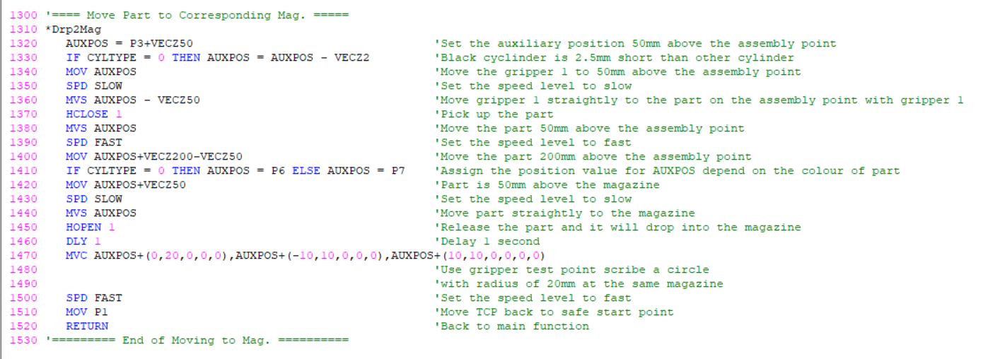 1300 '==== Move Part to Corresponding Mag. =====
1310 *Drp2Mag
1320 AUXPOS = P3+VECZ50 'Set the auxiliary position 50mm above the assembly point
1330 IF CYLTYPE = 0 THEN AUXPOS = AUXPOS - VECZ2 'Black cyclinder is 2.5mm short than other cylinder
1340 MOV AUXPOS 'Move the gripper 1 to 50mm above the assembly point
1350 SPD SLOW 'Set the speed level to slow
1360 MVS AUXPOS - VECZ50 'Move gripper 1 straightly to the part on the assembly point with gripper 1
1370 HCLOSE 1 'Pick up the part
1380 MVS AUXPOS 'Move the part 50mm above the assembly point
1390 SPD FAST 'Set the speed level to fast
1400 MOV AUXPOS+VECZ200-VECZ50 'Move the part 200mm above the assembly point
1410 IF CYLTYPE = 0 THEN AUXPOS = P6 ELSE AUXPOS = P7 'Assign the position value for AUXPOS depend on the colour of part
1420 MOV AUXPOS+VECZ50 'Part is 50mm above the magazine
1430 SPD SLOW 'Set the speed level to slow
1440 MVS AUXPOS 'Move part straightly to the magazine
1450 HOPEN 1 'Release the part and it will drop into the magazine
1460 DLY 1 'Delay 1 second
1470 MVC AUXPOS+(0,20,0,0,0),AUXPOS+(-10,10,0,0,0),AUXPOS+(10,10,0,0,0,0)
1480 'Use gripper test point scribe a circle
1490 'with radius of 20mm at the same magazine
1500 SPD FAST 'Set the speed level to fast
1510 MOV P1 'Move TCP back to safe start point
1520 RETURN 'Back to main function
1530 '========= End of Moving to Mag. ==========